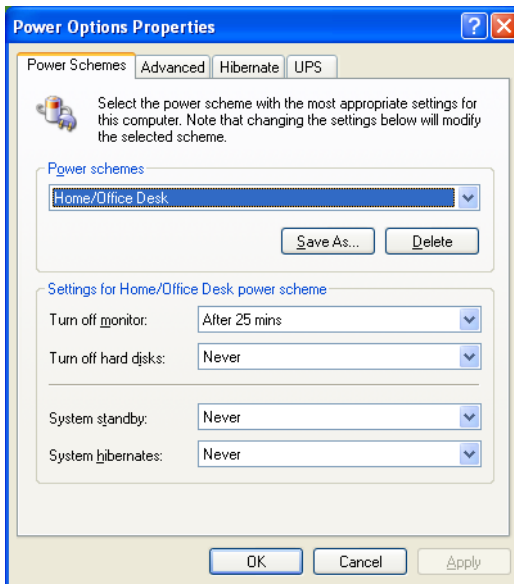 Power Options Properties
Power Schemes Advanced Hibernate UPS
Select the power scheme with the most appropriate settings for
this computer. Note that changing the settings below will modify
the selected scheme.
Power schemes
Home/Office Desk
Save As... Delete
Settings for Home/Office Desk power scheme
Turn off monitor: After 25 mins
Turn off hard disks: Never
System standby: Never
System hibernates: Never
OK Cancel Apply